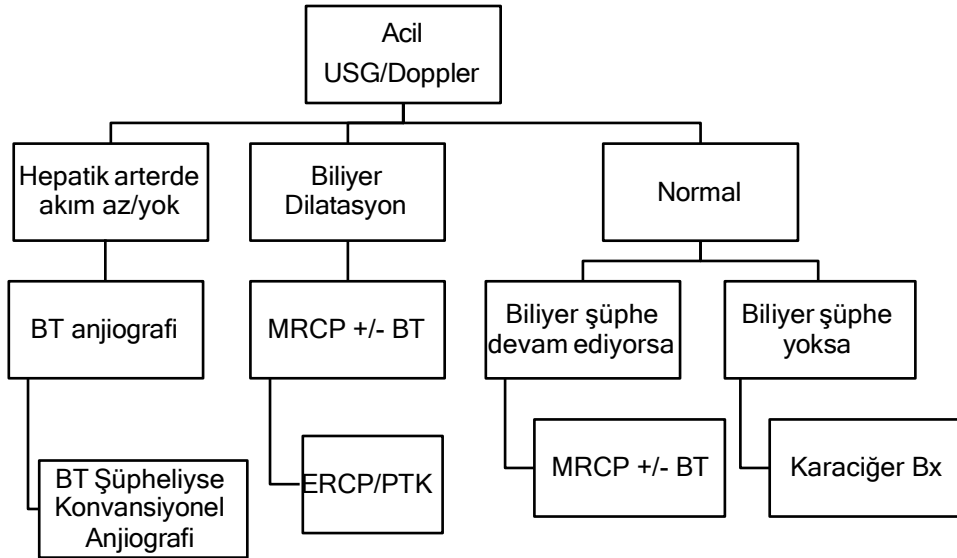 Acil
USG/Doppler
Hepatik arterde
akım az/yok
Biliyer
Dilatasyon
Normal
BT anjiografi
MRCP +/- BT
Biliyer şüphe
devam ediyorsa
Biliyer şüphe
yoksa
BT Şüpheliyse
Konvansiyonel
Anjiografi
ERCP/PTK
MRCP +/- BT
Karaciğer Bx